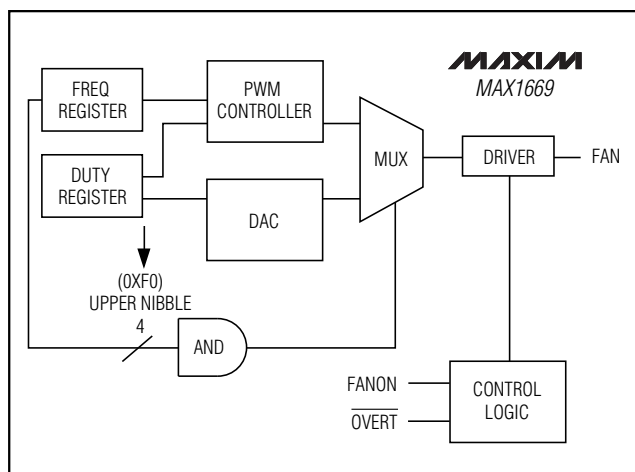 MAXIM
MAX1669
FREQ
REGISTER
PWM
CONTROLLER
MUX
DRIVER
FAN
DUTY
REGISTER
DAC
(0XF0)
UPPER NIBBLE
4
AND
FANON
OVERT
CONTROL
LOGIC